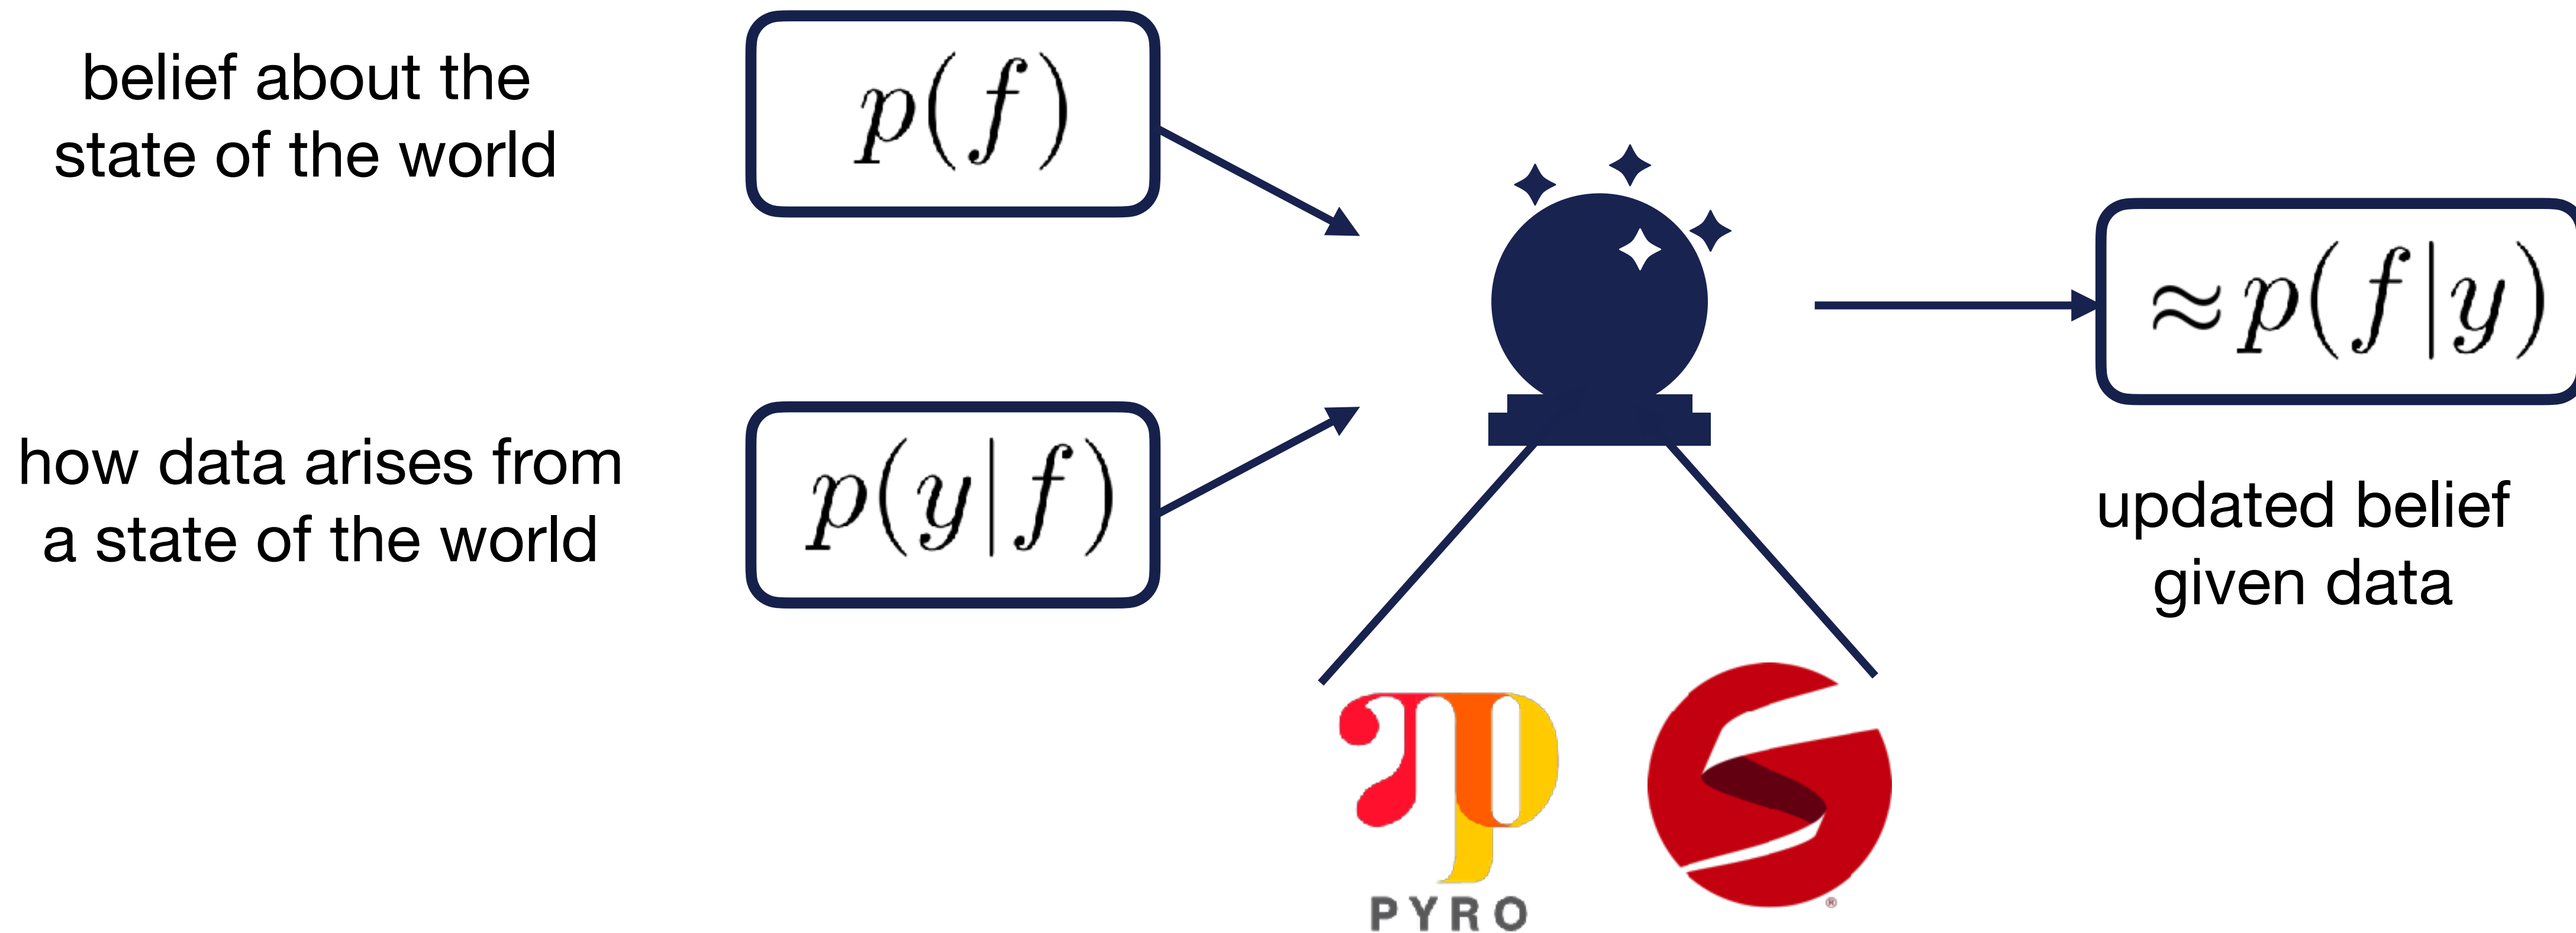 belief about the
state of the world
p(f)
how data arises from
a state of the world
p(y|f)
≈p(f|y)
updated belief
given data
PYRO
®